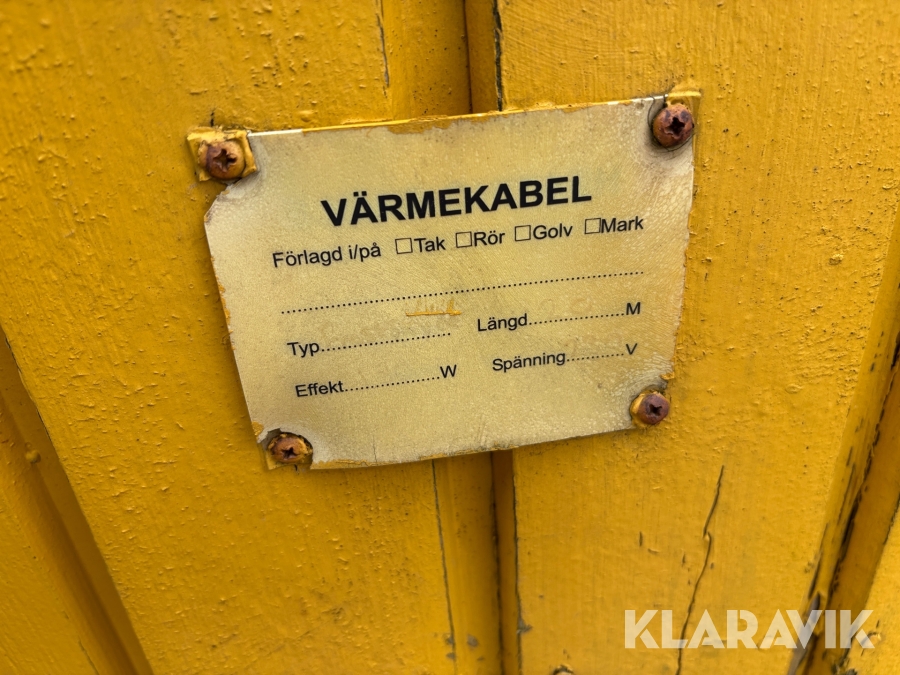 VÄRMEKABEL
Förlagd i/på ☐Tak ☐Rör ☐Golv ☐Mark
........................................................................
Typ.......................... Längd....................M
Effekt....................W Spänning............V
KLARAVIK